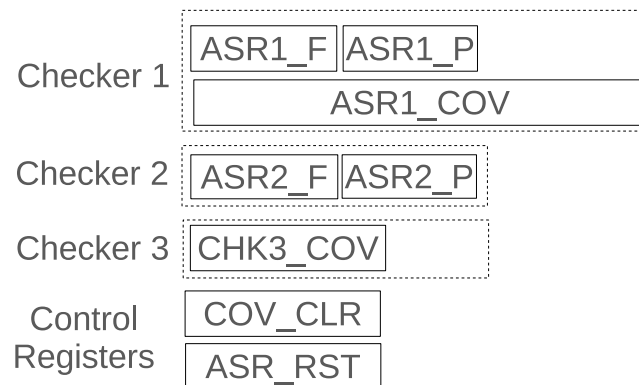 Checker 1
ASR1_F ASR1_P
ASR1_COV
Checker 2
ASR2_F ASR2_P
Checker 3
CHK3_COV
Control
Registers
COV_CLR
ASR_RST